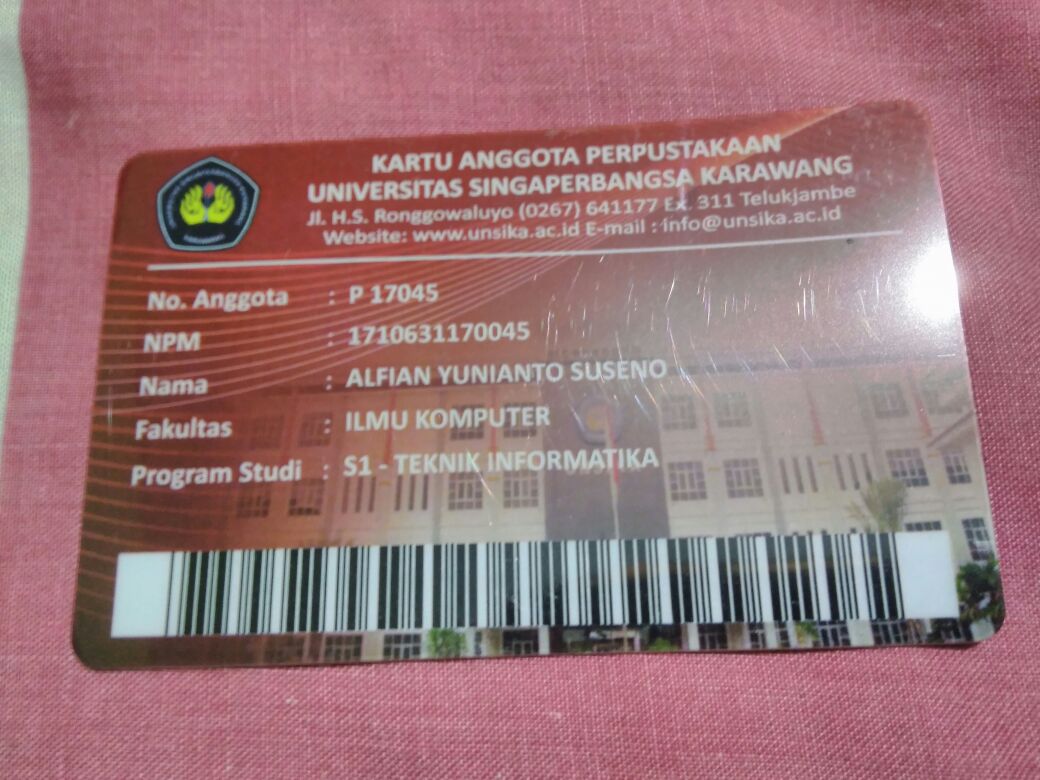 KARTU ANGGOTA PERPUSTAKAAN
UNIVERSITAS SINGAPERBANGSA KARAWANG
Jl. H.S. Ronggowaluyo (0267) 641177 Ex. 311 Telukjambe
Website: www.unsika.ac.id E-mail : info@unsika.ac.id
No. Anggota : P 17045
NPM : 1710631170045
Nama : ALFIAN YUNIANTO SUSENO
Fakultas : ILMU KOMPUTER
Program Studi : S1 - TEKNIK INFORMATIKA